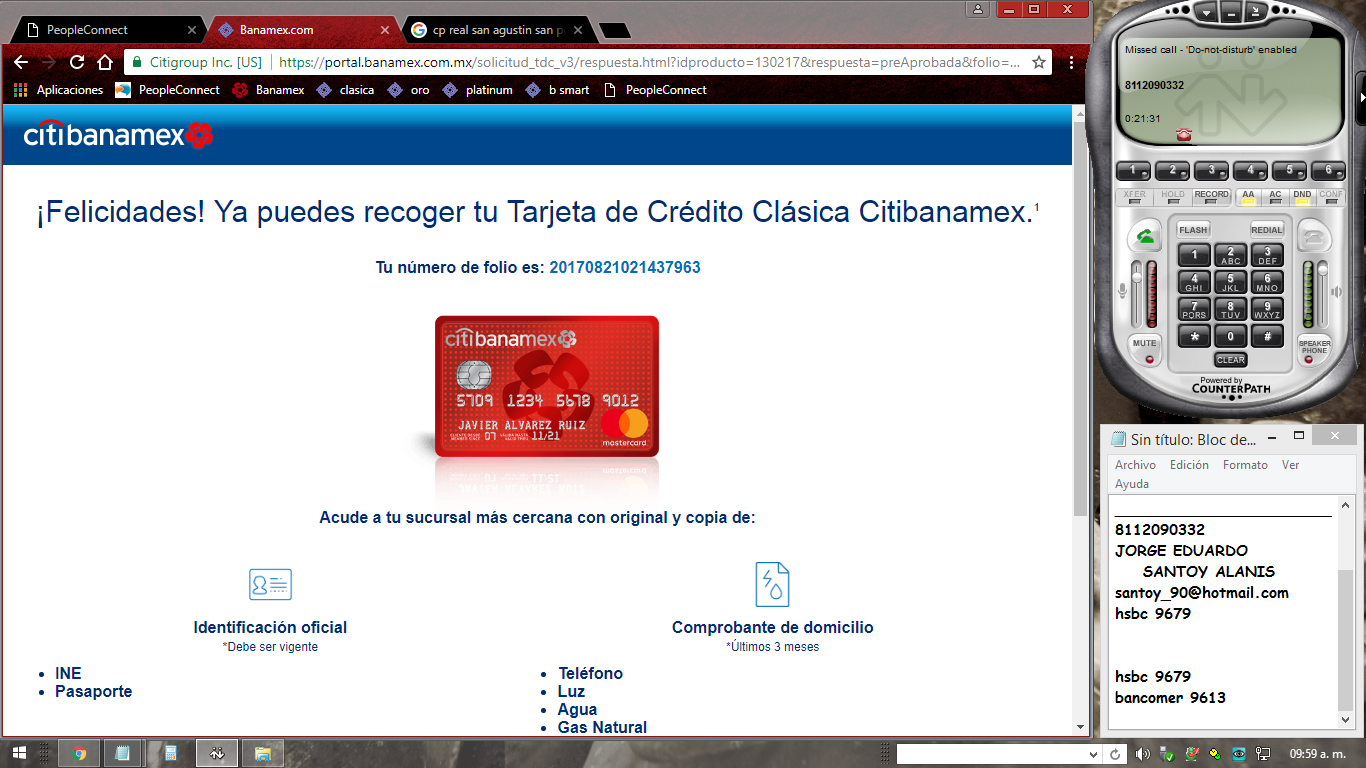 PeopleConnect
Banamex.com
cp real san agustin san p
Citigroup Inc. [US]
https://portal.banamex.com.mx/solicitud_tdc_v3/respuesta.html?idproducto=130217&respuesta=preAprobada&folio=...
Aplicaciones PeopleConnect Banamex clasica oro platinum b smart PeopleConnect
citibanamex
¡Felicidades! Ya puedes recoger tu Tarjeta de Crédito Clásica Citibanamex.1
Tu número de folio es: 20170821021437963
citibanamex
5709 1234 5678 9012
JAVIER ALVAREZ RUIZ
07 11/21
mastercard
Acude a tu sucursal más cercana con original y copia de:
Identificación oficial
*Debe ser vigente
INE
Pasaporte
Comprobante de domicilio
*Últimos 3 meses
Teléfono
Luz
Agua
Gas Natural
Missed call - 'Do-not-disturb' enabled
8112090332
0:21:31
1 2 3 4 5 6
XFER HOLD RECORD AA AC DND CONF
FLASH REDIAL
1 2 ABC 3 DEF
4 GHI 5 JKL 6 MNO
7 PQRS 8 TUV 9 WXYZ
* 0 #
MUTE
SPEAKER PHONE
CLEAR
Powered by
COUNTERPATH
Sin título: Bloc de...
Archivo Edición Formato Ver
Ayuda
8112090332
JORGE EDUARDO
SANTOY ALANIS
santoy_90@hotmail.com
hsbc 9679
hsbc 9679
bancomer 9613
09:59 a. m.